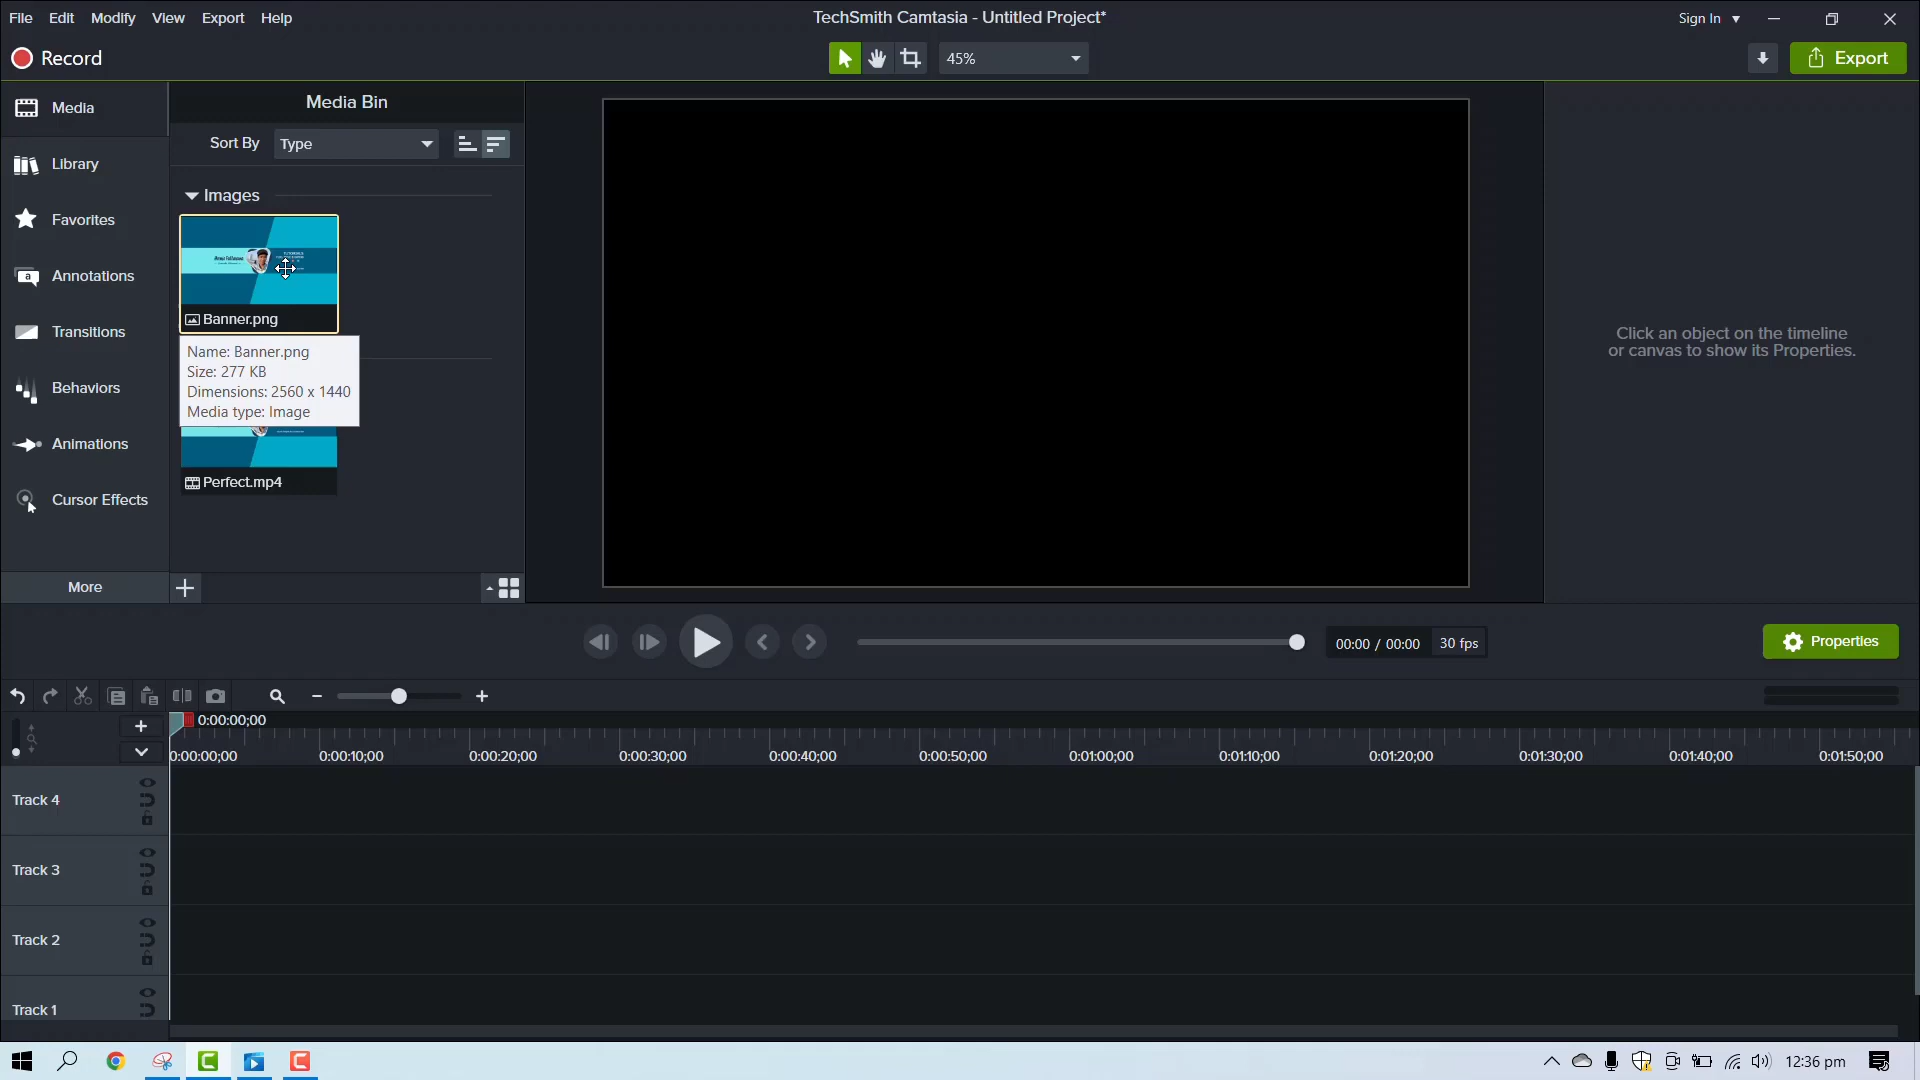 File Edit Modify View Export Help
TechSmith Camtasia - Untitled Project*
Sign In
Record
45%
Export
Media
Library
Favorites
Annotations
Transitions
Behaviors
Animations
Cursor Effects
More
Media Bin
Sort By Type
Images
Banner.png
Name: Banner.png
Size: 277 KB
Dimensions: 2560 x 1440
Media type: Image
Perfect.mp4
Click an object on the timeline
or canvas to show its Properties.
00:00 / 00:00 30 fps
Properties
0:00:00;00
0:00:00;00 0:00:10;00 0:00:20;00 0:00:30;00 0:00:40;00 0:00:50;00 0:01:00;00 0:01:10;00 0:01:20;00 0:01:30;00 0:01:40;00 0:01:50;00
Track 4
Track 3
Track 2
Track 1
12:36 pm